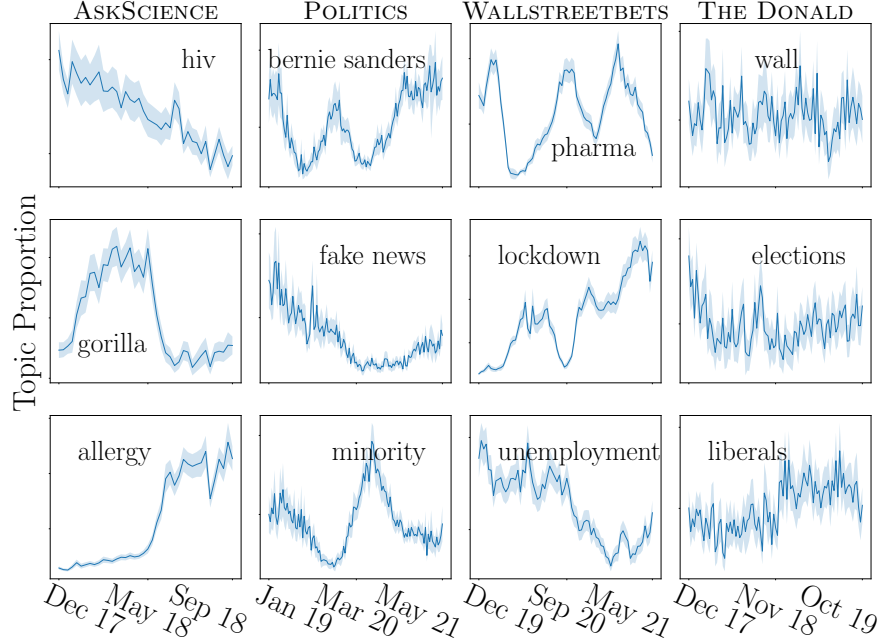 ASKSCIENCE POLITICS WALLSTREETBETS THE DONALD
hiv bernie sanders pharma wall
Topic Proportion
gorilla fake news lockdown elections
allergy minority unemployment liberals
Dec 17 May 18 Sep 18 Jan 19 Mar 20 May 21 Dec 19 Sep 20 May 21 Dec 17 Nov 18 Oct 19